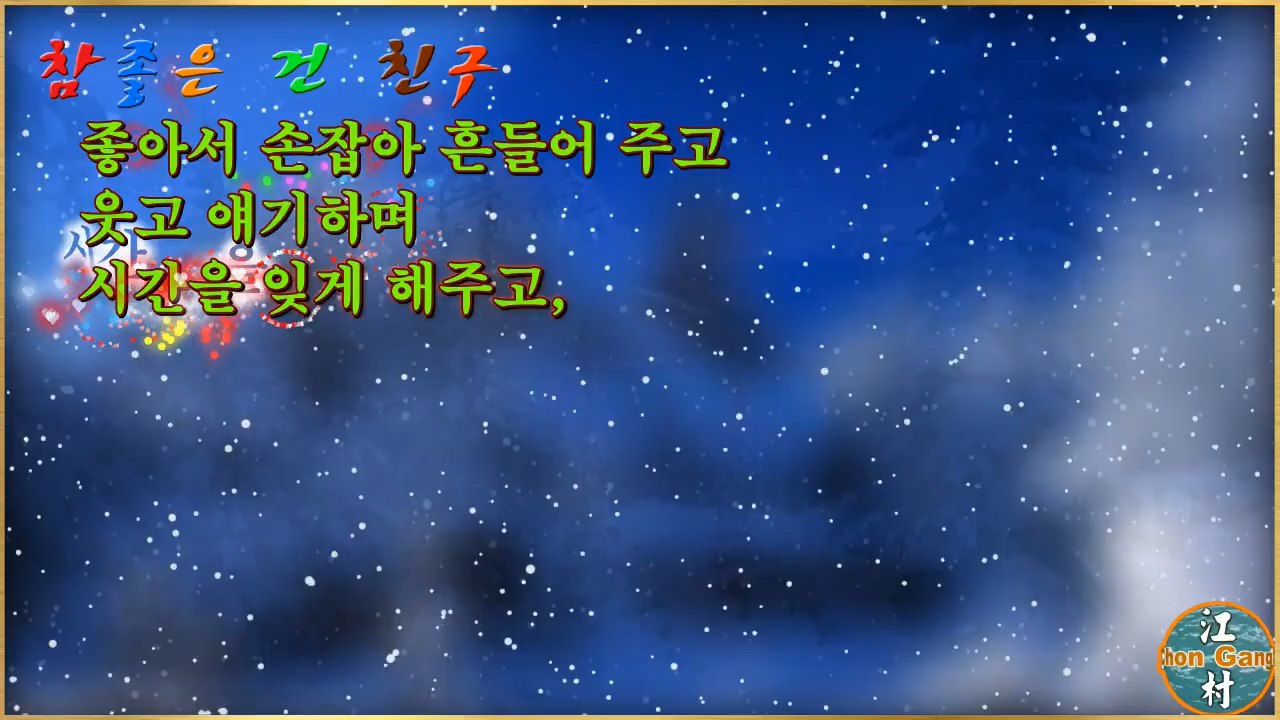 참좋은 건 친구
좋아서 손잡아 흔들어 주고
웃고 얘기하며
시간을 잊게 해주고,
江
Chon Gang
村